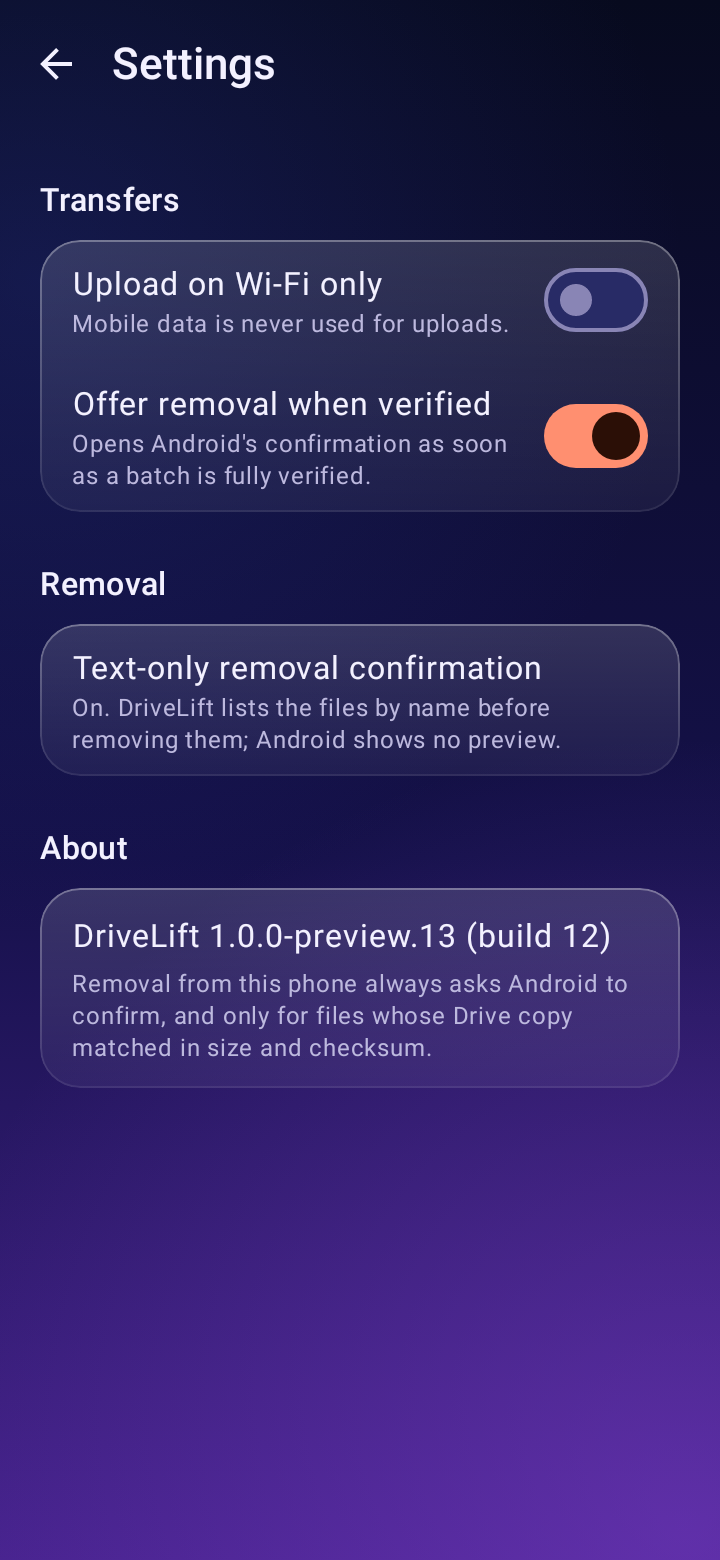 Settings
Transfers
Upload on Wi-Fi only
Mobile data is never used for uploads.
Offer removal when verified
Opens Android's confirmation as soon
as a batch is fully verified.
Removal
Text-only removal confirmation
On. DriveLift lists the files by name before
removing them; Android shows no preview.
About
DriveLift 1.0.0-preview.13 (build 12)
Removal from this phone always asks Android to
confirm, and only for files whose Drive copy
matched in size and checksum.